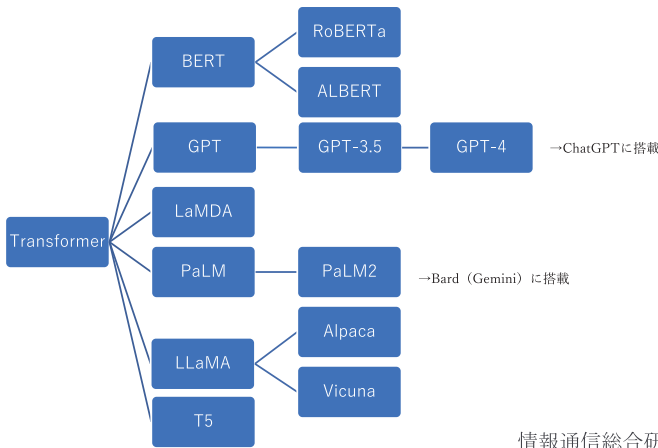 RoBERTa
BERT
ALBERT
GPT
GPT-3.5
GPT-4
→ChatGPTに搭載
LaMDA
Transformer
PaLM
PaLM2
→Bard（Gemini）に搭載
Alpaca
LLaMA
Vicuna
T5
情報通信総合研